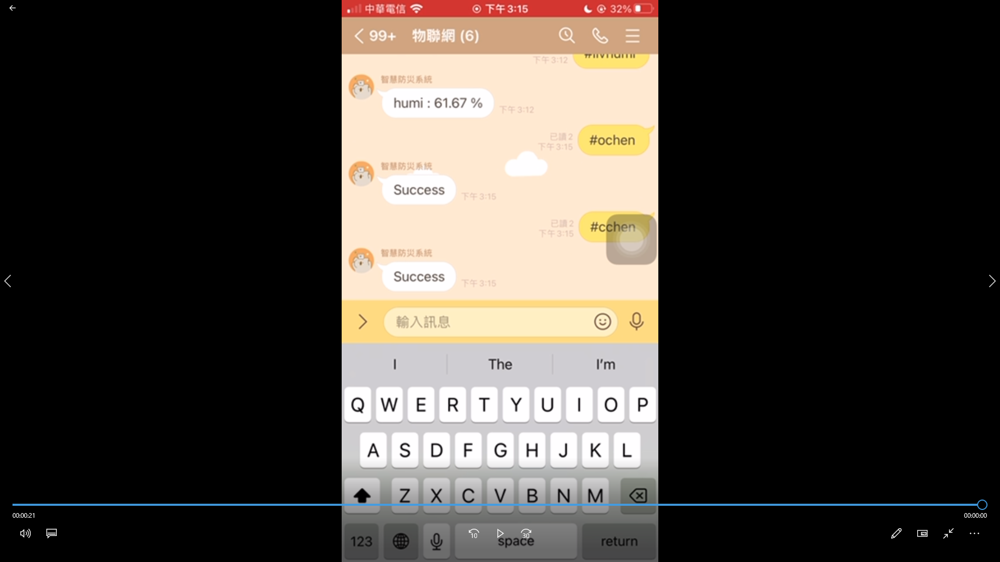 中華電信 下午3:15 32%
99+ 物聯網 (6)
下午 3:12
智慧防災系統
humi : 61.67 %
下午 3:12
#ochen
已讀 2
下午 3:15
智慧防災系統
Success
下午 3:15
#cchen
已讀 2
下午 3:15
智慧防災系統
Success
下午 3:15
輸入訊息
I The I’m
Q W E R T Y U I O P
A S D F G H J K L
Z X C V B N M
00:00:21 00:00:00
10 30
123 space return